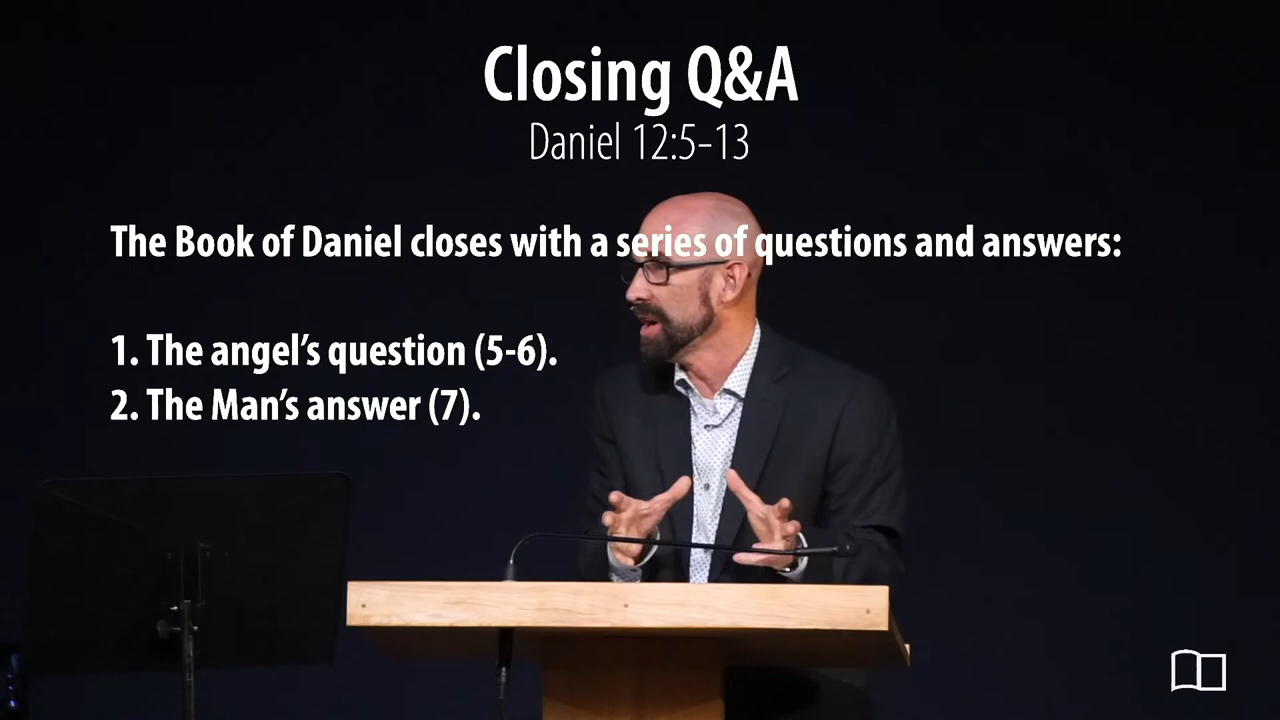 Closing Q&A
Daniel 12:5-13
The Book of Daniel closes with a series of questions and answers:
1. The angel’s question (5-6).
2. The Man’s answer (7).